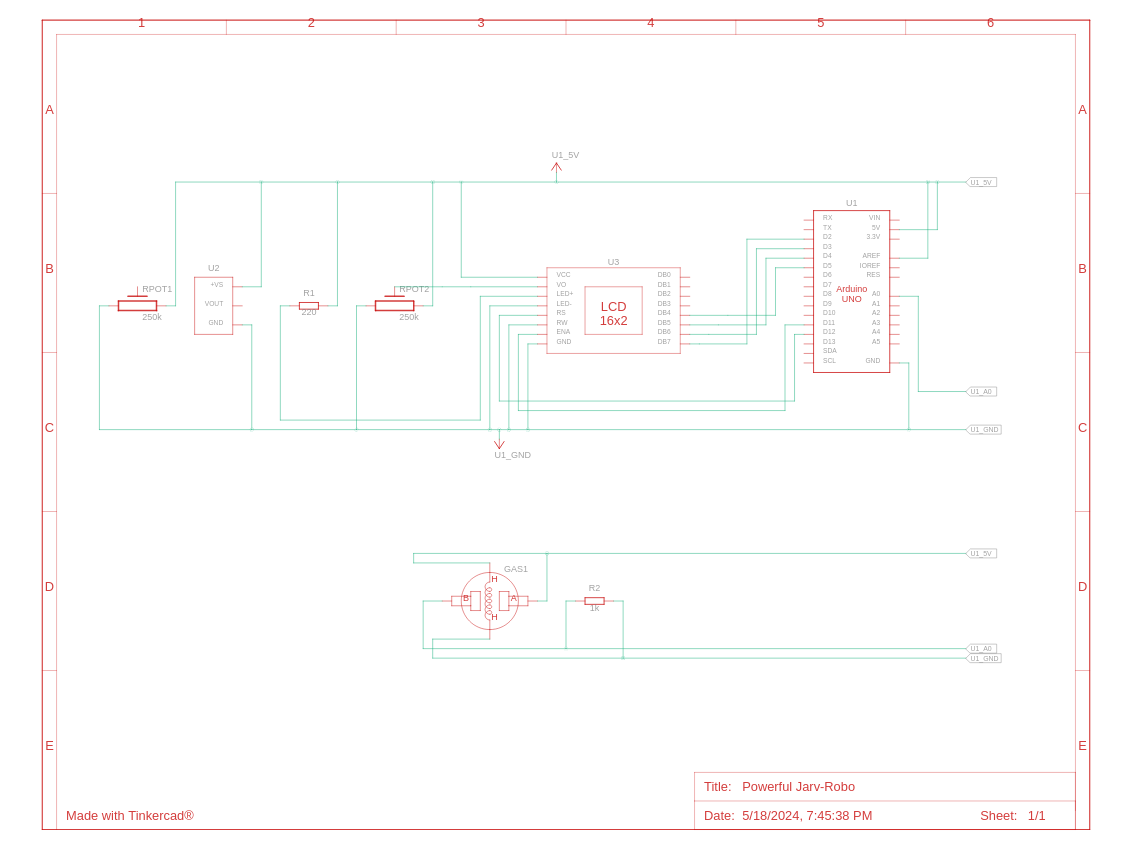 1 2 3 4 5 6
A A
U1_5V
U1_5V
U1
RX VIN
TX 5V
D2 3.3V
D3
D4 AREF
D5 IOREF
D6 RES
D7
D8 A0
D9 A1
D10 A2
D11 A3
D12 A4
D13 A5
SDA
SCL GND
Arduino
UNO
B B
U2
+VS
VOUT
GND
RPOT1
250k
R1
220
RPOT2
250k
U3
VCC DB0
VO DB1
LED+ DB2
LED- DB3
RS DB4
RW DB5
ENA DB6
GND DB7
LCD
16x2
U1_A0
C C
U1_GND
U1_GND
U1_5V
GAS1
H
B A
H
R2
1k
D D
U1_A0
U1_GND
E E
Title: Powerful Jarv-Robo
Made with Tinkercad®
Date: 5/18/2024, 7:45:38 PM Sheet: 1/1